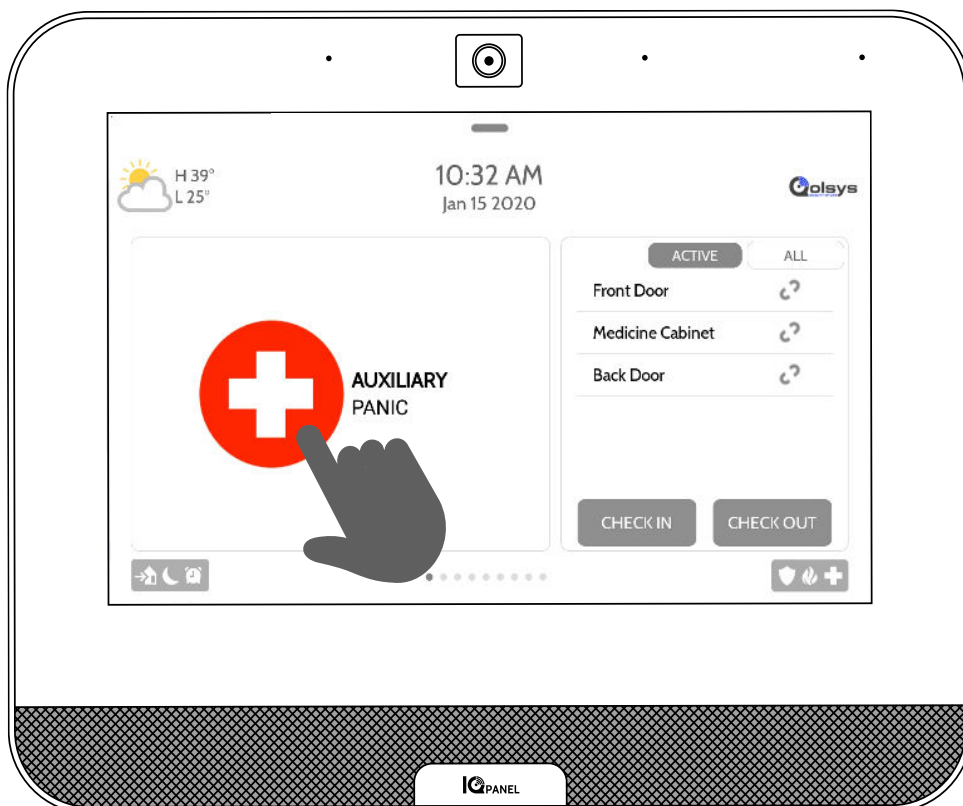 H 39°
L 25°
10:32 AM
Jan 15 2020
Qolsys
AUXILIARY
PANIC
ACTIVE
ALL
Front Door
Medicine Cabinet
Back Door
CHECK IN
CHECK OUT
IQ PANEL